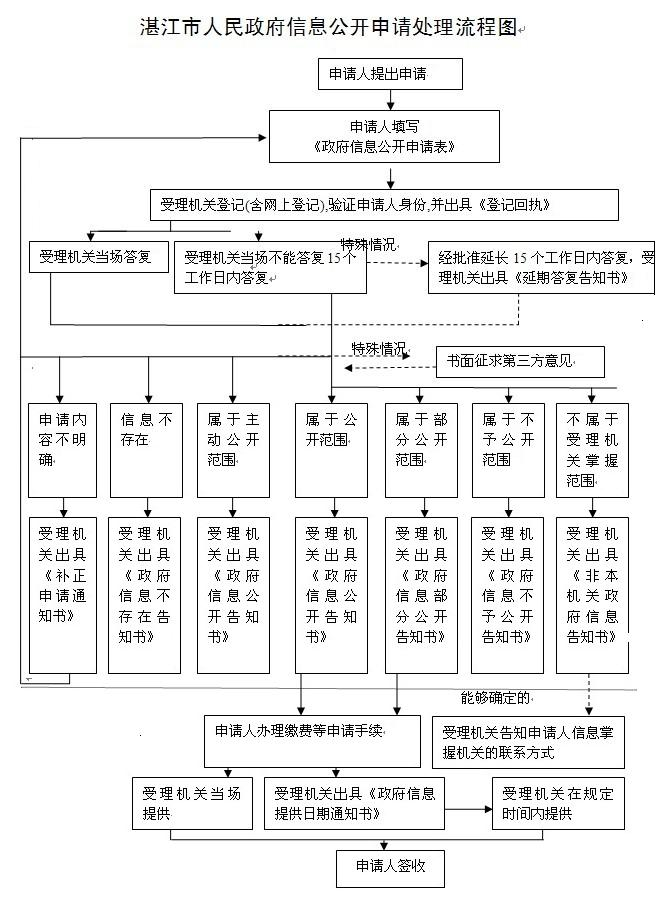 湛江市人民政府信息公开申请处理流程图
申请人提出申请
申请人填写
《政府信息公开申请表》
受理机关登记(含网上登记),验证申请人身份,并出具《登记回执》
受理机关当场答复
受理机关当场不能答复15个
工作日内答复
特殊情况
经批准延长15个工作日内答复，受
理机关出具《延期答复告知书》
特殊情况
书面征求第三方意见
申请内
容不明
确
信息不
存在
属于主
动公开
范围
属于公
开范围
属于部
分公开
范围
属于不
予公开
范围
不属于
受理机
关掌握
范围
受理机
关出具
《补正
申请通
知书》
受理机
关出具
《政府
信息不
存在告
知书》
受理机
关出具
《政府
信息公
开告知
书》
受理机
关出具
《政府
信息公
开告知
书》
受理机
关出具
《政府
信息部
分公开
告知书》
受理机
关出具
《政府
信息不
予公开
告知书》
受理机
关出具
《非本
机关政
府信息
告知书》
能够确定的
申请人办理缴费等申请手续
受理机关告知申请人信息掌
握机关的联系方式
受理机关当场
提供
受理机关出具《政府信息
提供日期通知书》
受理机关在规定
时间内提供
申请人签收